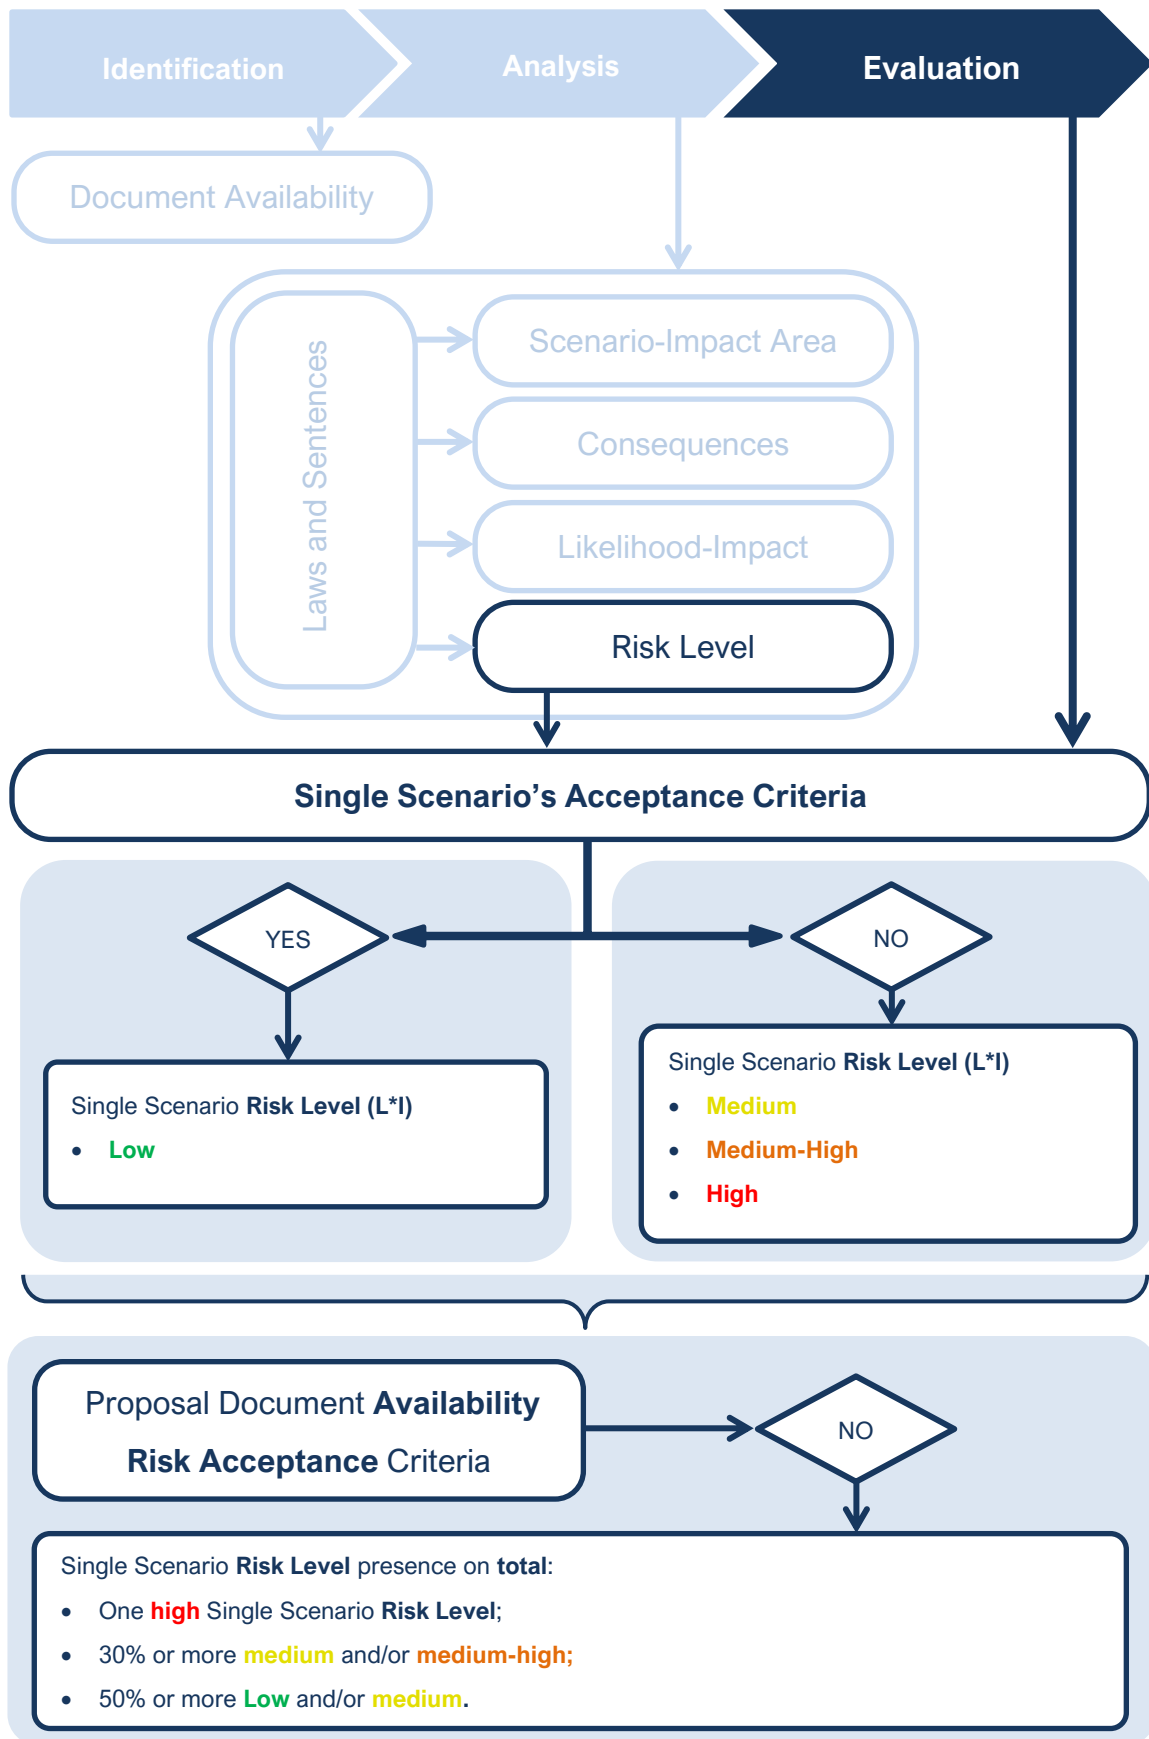 Identification
Analysis
Evaluation
Document Availability
Laws and Sentences
Scenario-Impact Area
Consequences
Likelihood-Impact
Risk Level
Single Scenario’s Acceptance Criteria
YES
NO
Single Scenario Risk Level (L*I)
• Low
Single Scenario Risk Level (L*I)
• Medium
• Medium-High
• High
Proposal Document Availability
Risk Acceptance Criteria
NO
Single Scenario Risk Level presence on total:
• One high Single Scenario Risk Level;
• 30% or more medium and/or medium-high;
• 50% or more Low and/or medium.